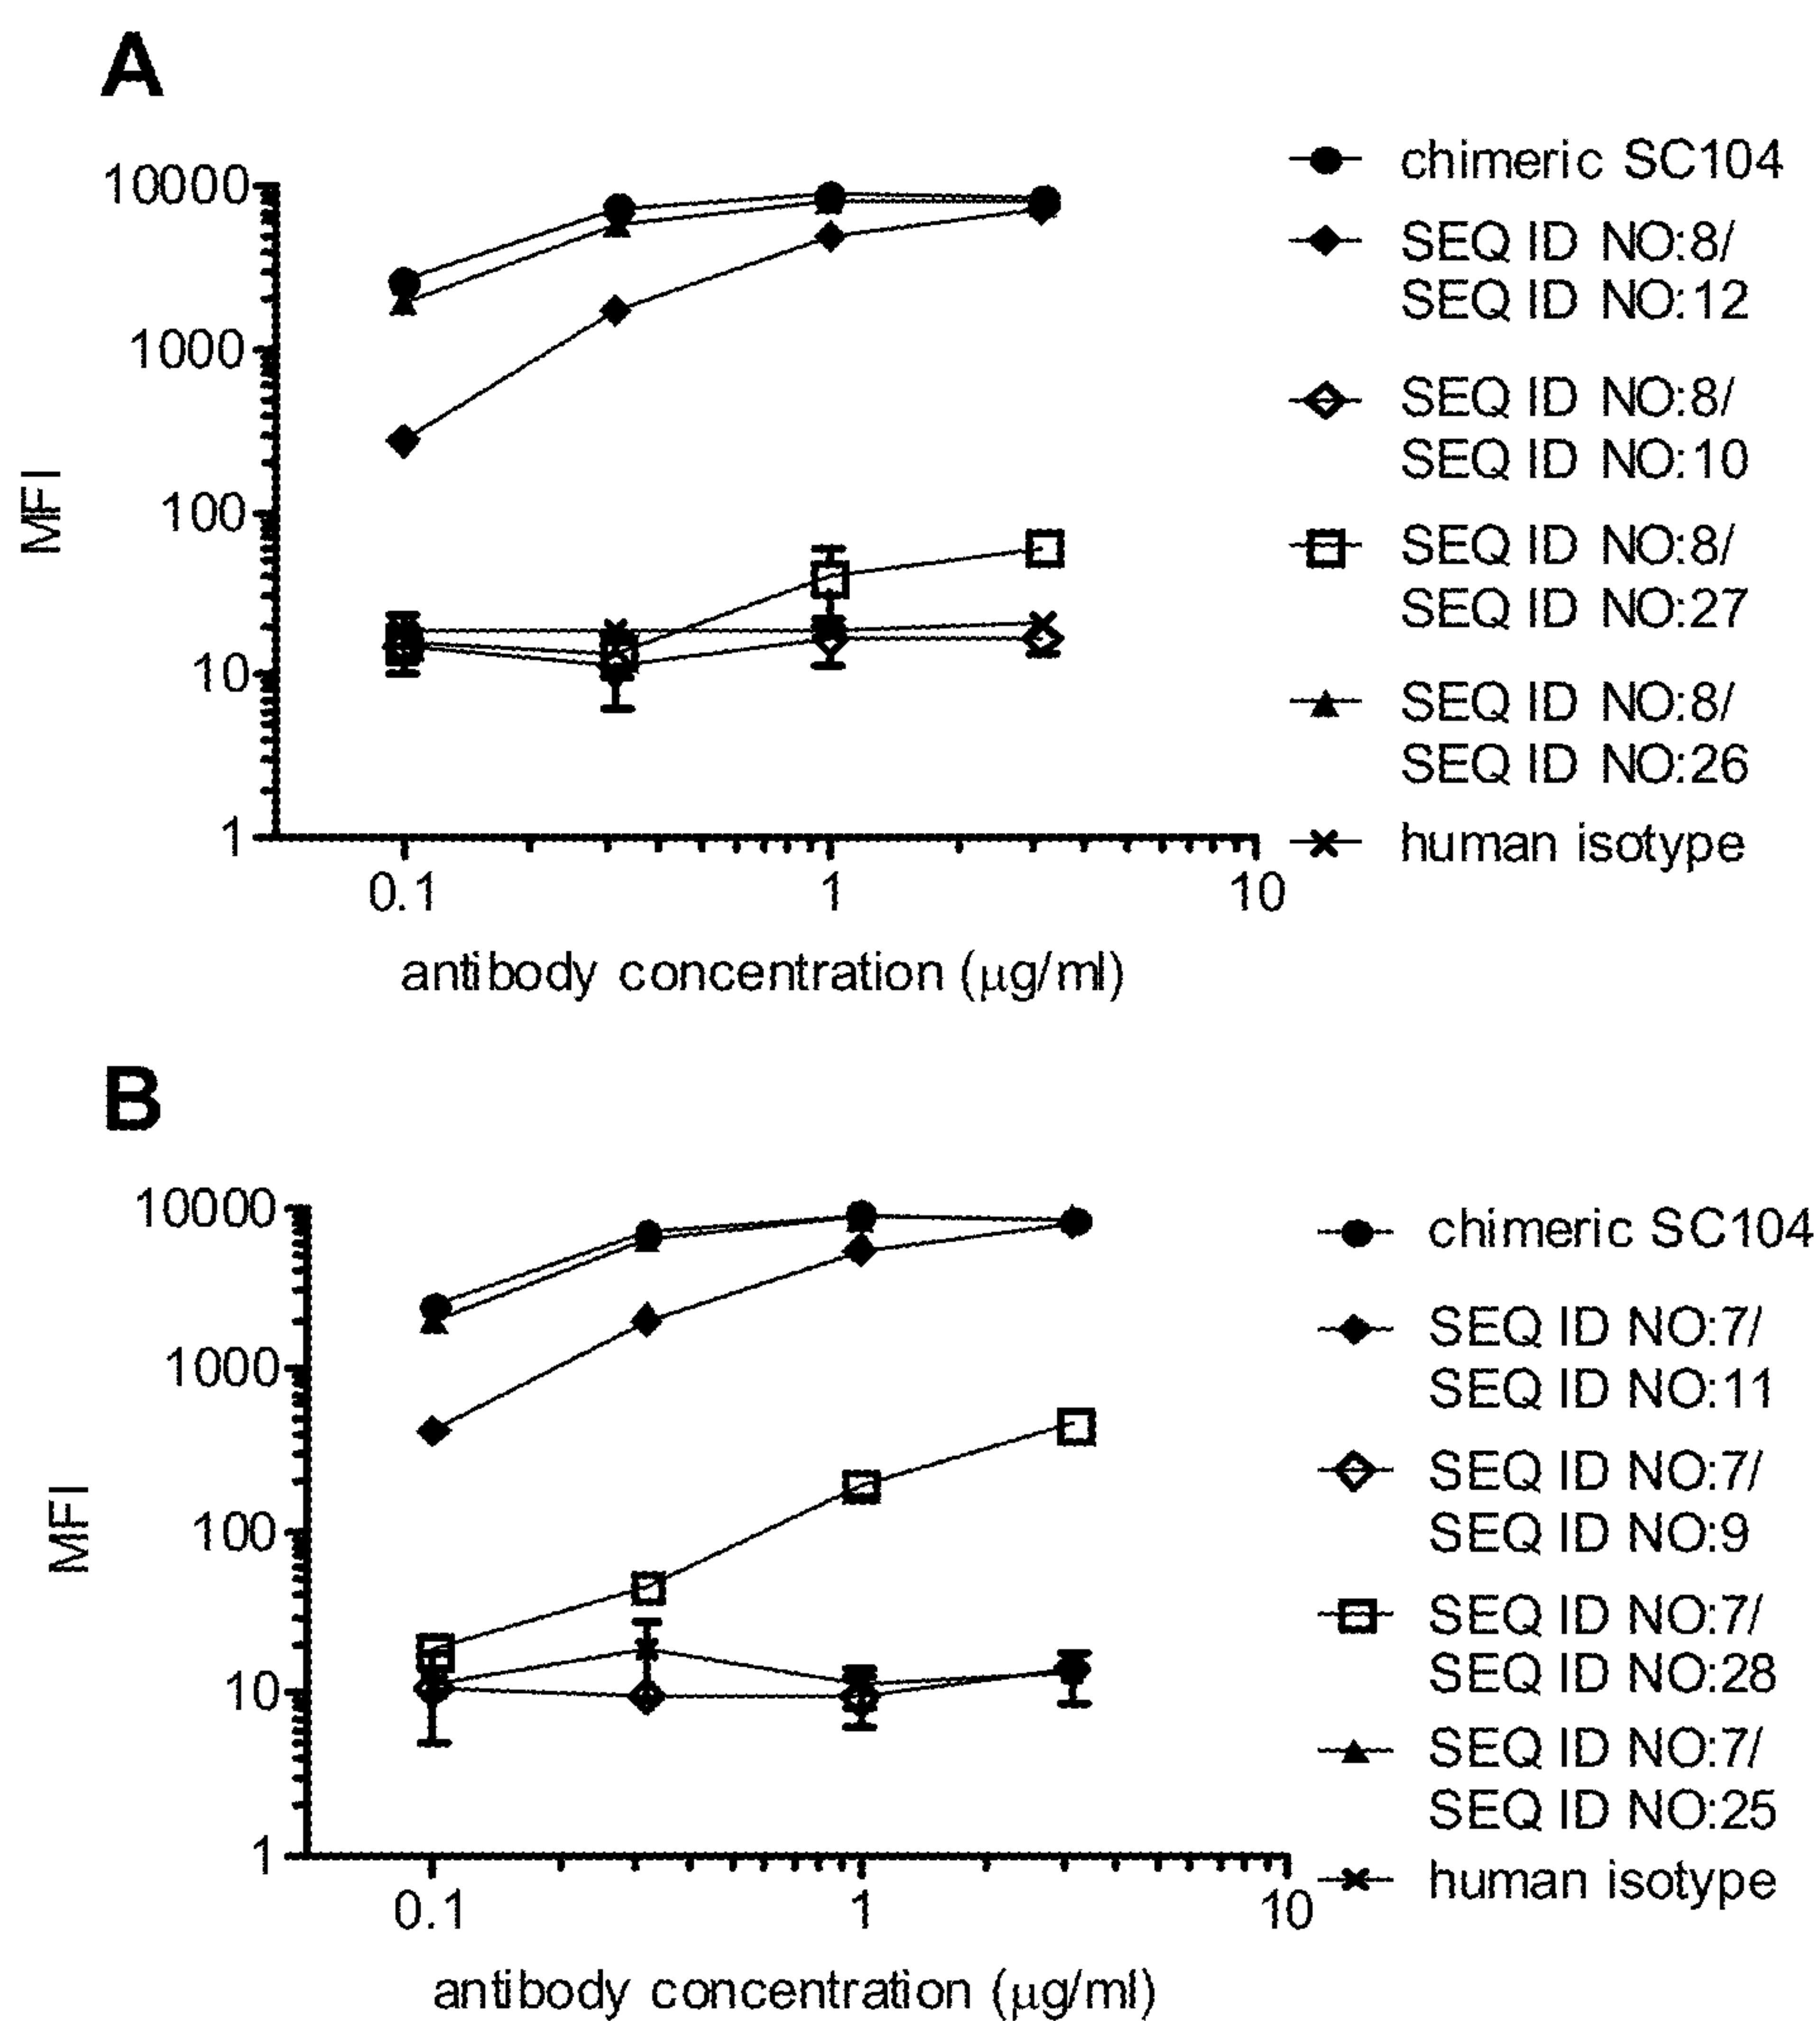 A
10000
1000
100
10
1
MFI
0.1
1
10
antibody concentration (μg/ml)
chimeric SC104
SEQ ID NO:8/
SEQ ID NO:12
SEQ ID NO:8/
SEQ ID NO:10
SEQ ID NO:8/
SEQ ID NO:27
SEQ ID NO:8/
SEQ ID NO:26
human isotype
B
10000
1000
100
10
1
MFI
0.1
1
10
antibody concentration (μg/ml)
chimeric SC104
SEQ ID NO:7/
SEQ ID NO:11
SEQ ID NO:7/
SEQ ID NO:9
SEQ ID NO:7/
SEQ ID NO:28
SEQ ID NO:7/
SEQ ID NO:25
human isotype